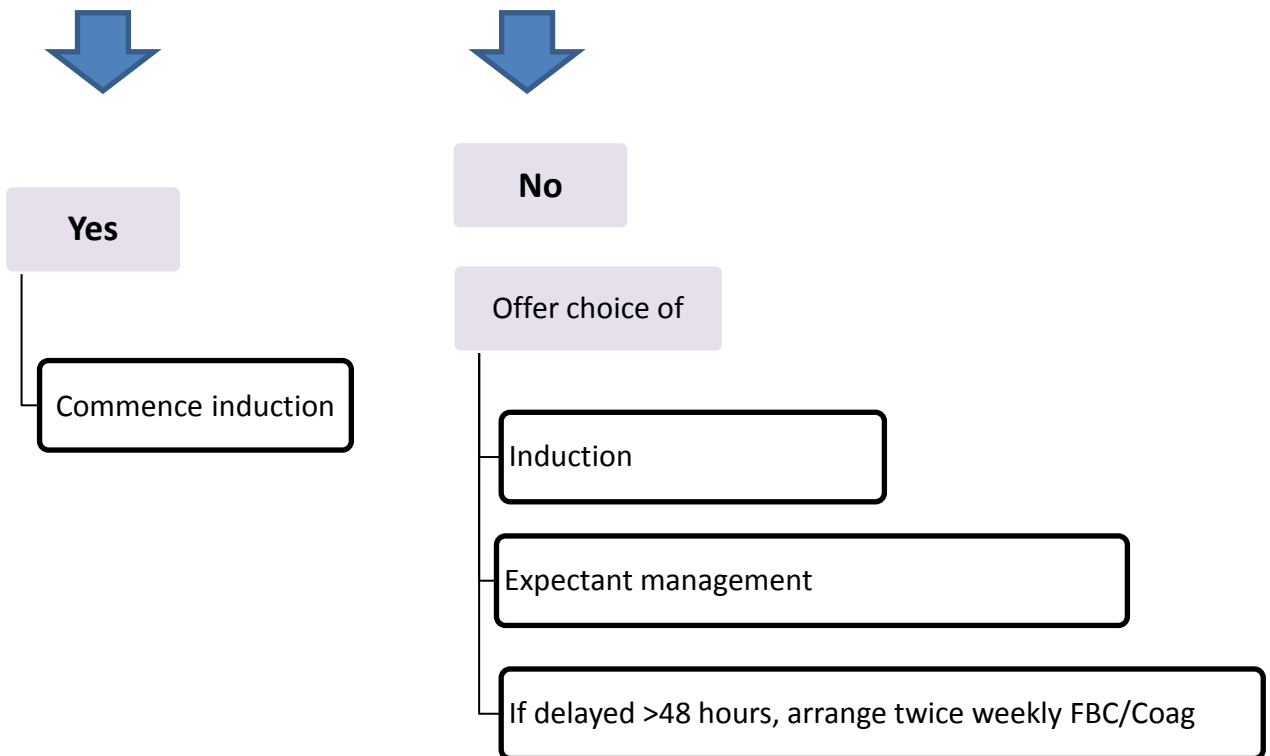 Yes
Commence induction
No
Offer choice of
Induction
Expectant management
If delayed >48 hours, arrange twice weekly FBC/Coag